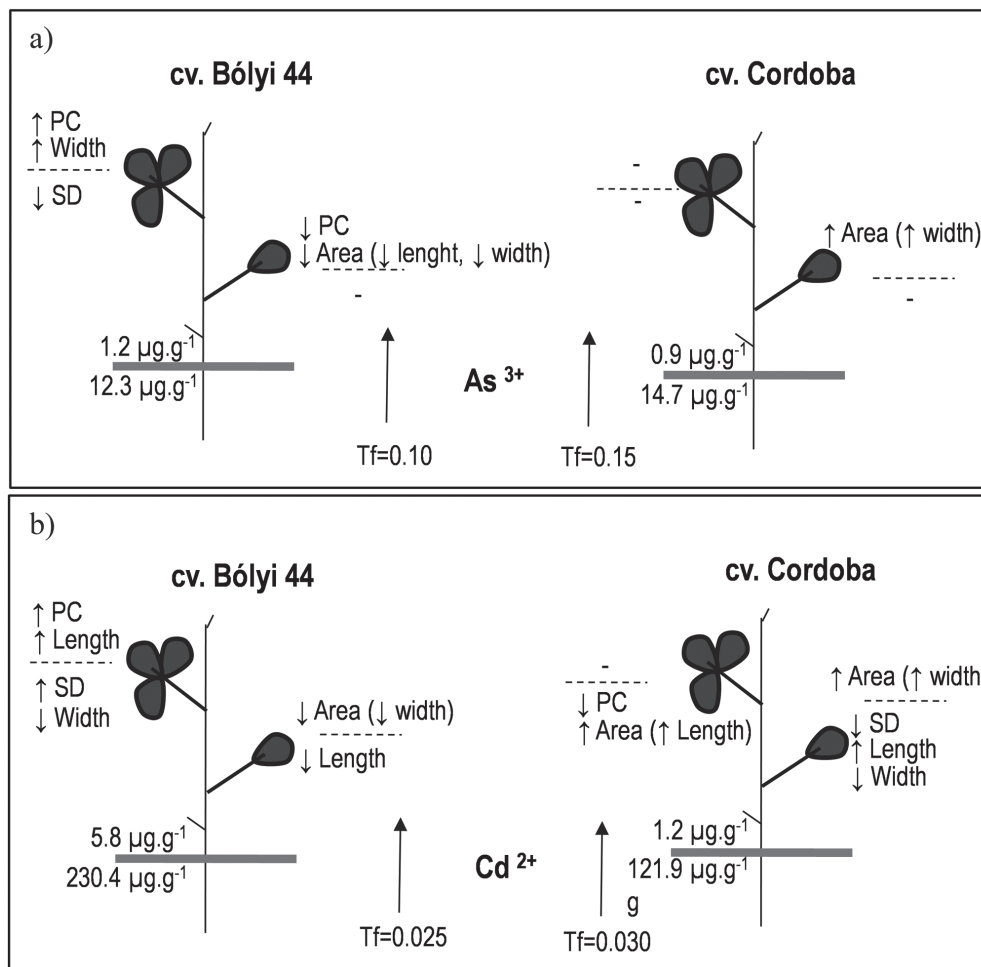 a)
cv. Bólyi 44
↑ PC
↑ Width
↓ SD
↓ PC
↓ Area (↓ lenght, ↓ width)
-
1.2 µg.g-1
12.3 µg.g-1
Tf=0.10
As 3+
cv. Cordoba
-
-
↑ Area (↑ width)
-
0.9 µg.g-1
14.7 µg.g-1
Tf=0.15
b)
cv. Bólyi 44
↑ PC
↑ Length
↑ SD
↓ Width
↓ Area (↓ width)
↓ Length
5.8 µg.g-1
230.4 µg.g-1
Tf=0.025
Cd 2+
cv. Cordoba
-
↓ PC
↑ Area (↑ Length)
↑ Area (↑ width
↓ SD
↑ Length
↓ Width
1.2 µg.g-1
121.9 µg.g-1
g
Tf=0.030